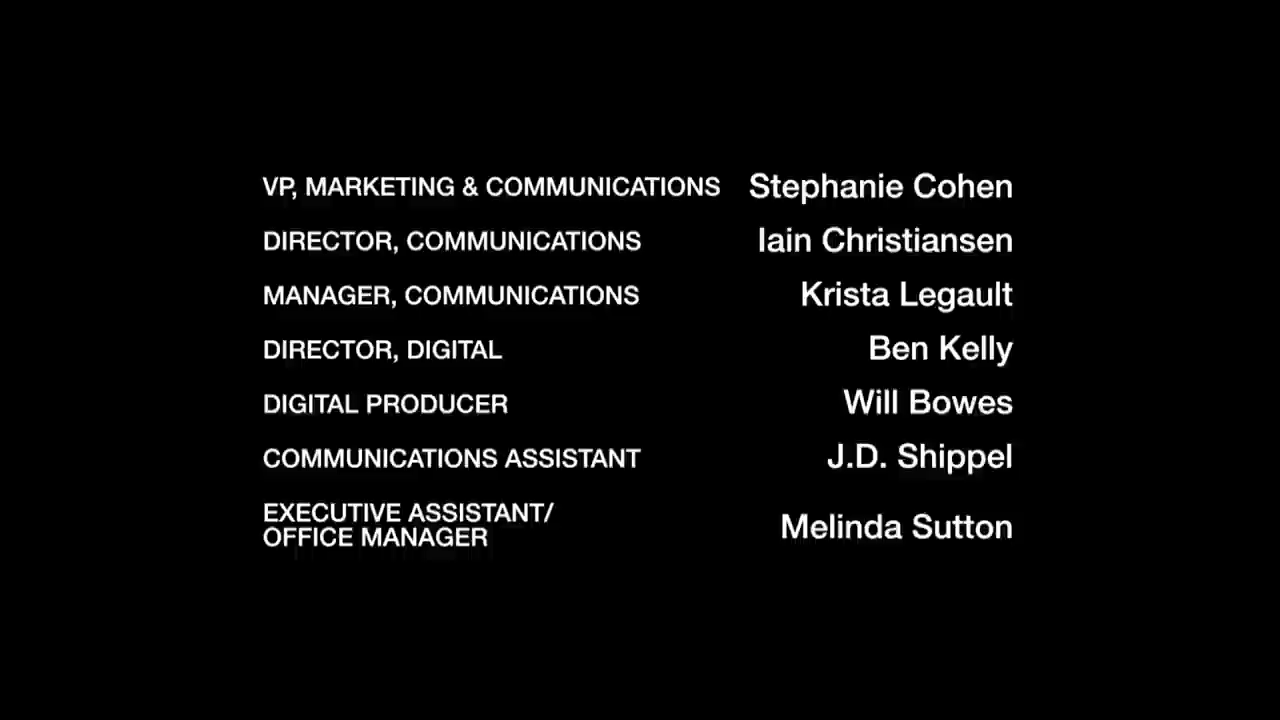 VP, MARKETING & COMMUNICATIONS Stephanie Cohen
DIRECTOR, COMMUNICATIONS Iain Christiansen
MANAGER, COMMUNICATIONS Krista Legault
DIRECTOR, DIGITAL Ben Kelly
DIGITAL PRODUCER Will Bowes
COMMUNICATIONS ASSISTANT J.D. Shippel
EXECUTIVE ASSISTANT/
OFFICE MANAGER Melinda Sutton